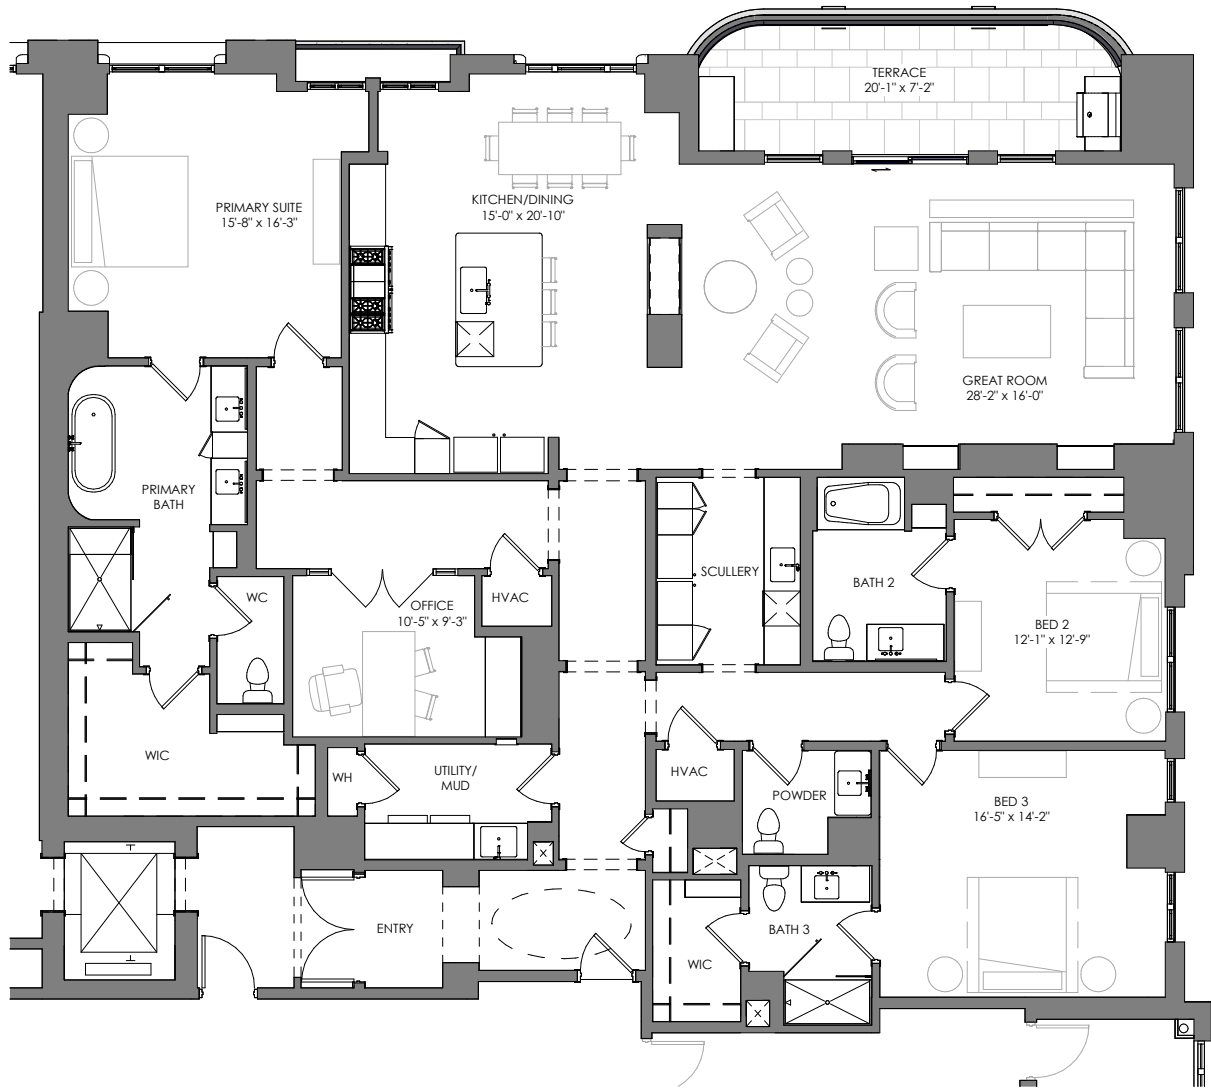 TERRACE
20'-1" x 7'-2"
PRIMARY SUITE
15'-8" x 16'-3"
KITCHEN/DINING
15'-0" x 20'-10"
GREAT ROOM
28'-2" x 16'-0"
PRIMARY
BATH
WC
OFFICE
10'-5" x 9'-3"
HVAC
SCULLERY
BATH 2
BED 2
12'-1" x 12'-9"
WIC
WH
UTILITY/
MUD
HVAC
POWDER
BED 3
16'-5" x 14'-2"
ENTRY
BATH 3
WIC